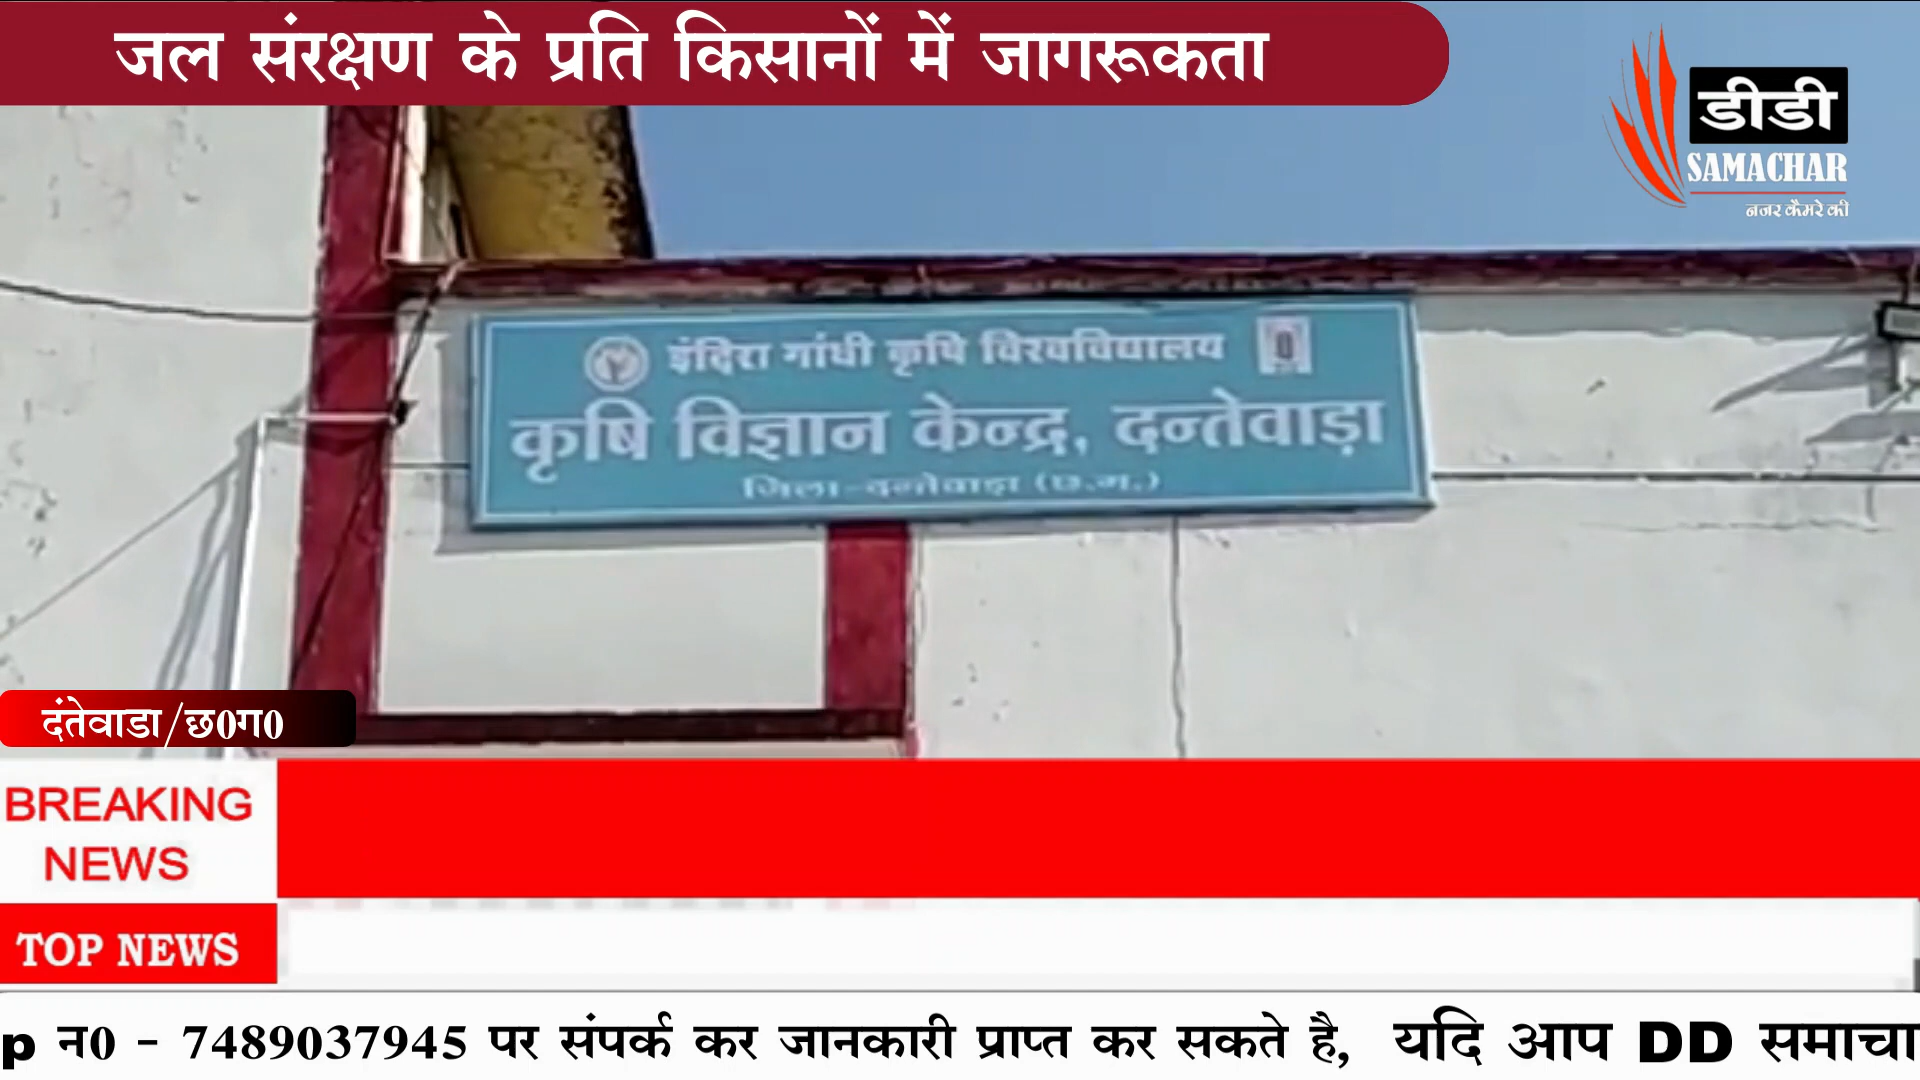 जल संरक्षण के प्रति किसानों में जागरूकता
डीडी
SAMACHAR
नजर कैमरे की
इंदिरा गांधी कृषि विश्वविद्यालय
कृषि विज्ञान केन्द्र, दन्तेवाड़ा
जिला-दन्तेवाड़ा (छ.ग.)
दंतेवाडा/छ0ग0
BREAKING
NEWS
TOP NEWS
p न0 - 7489037945 पर संपर्क कर जानकारी प्राप्त कर सकते है, यदि आप DD समाचा